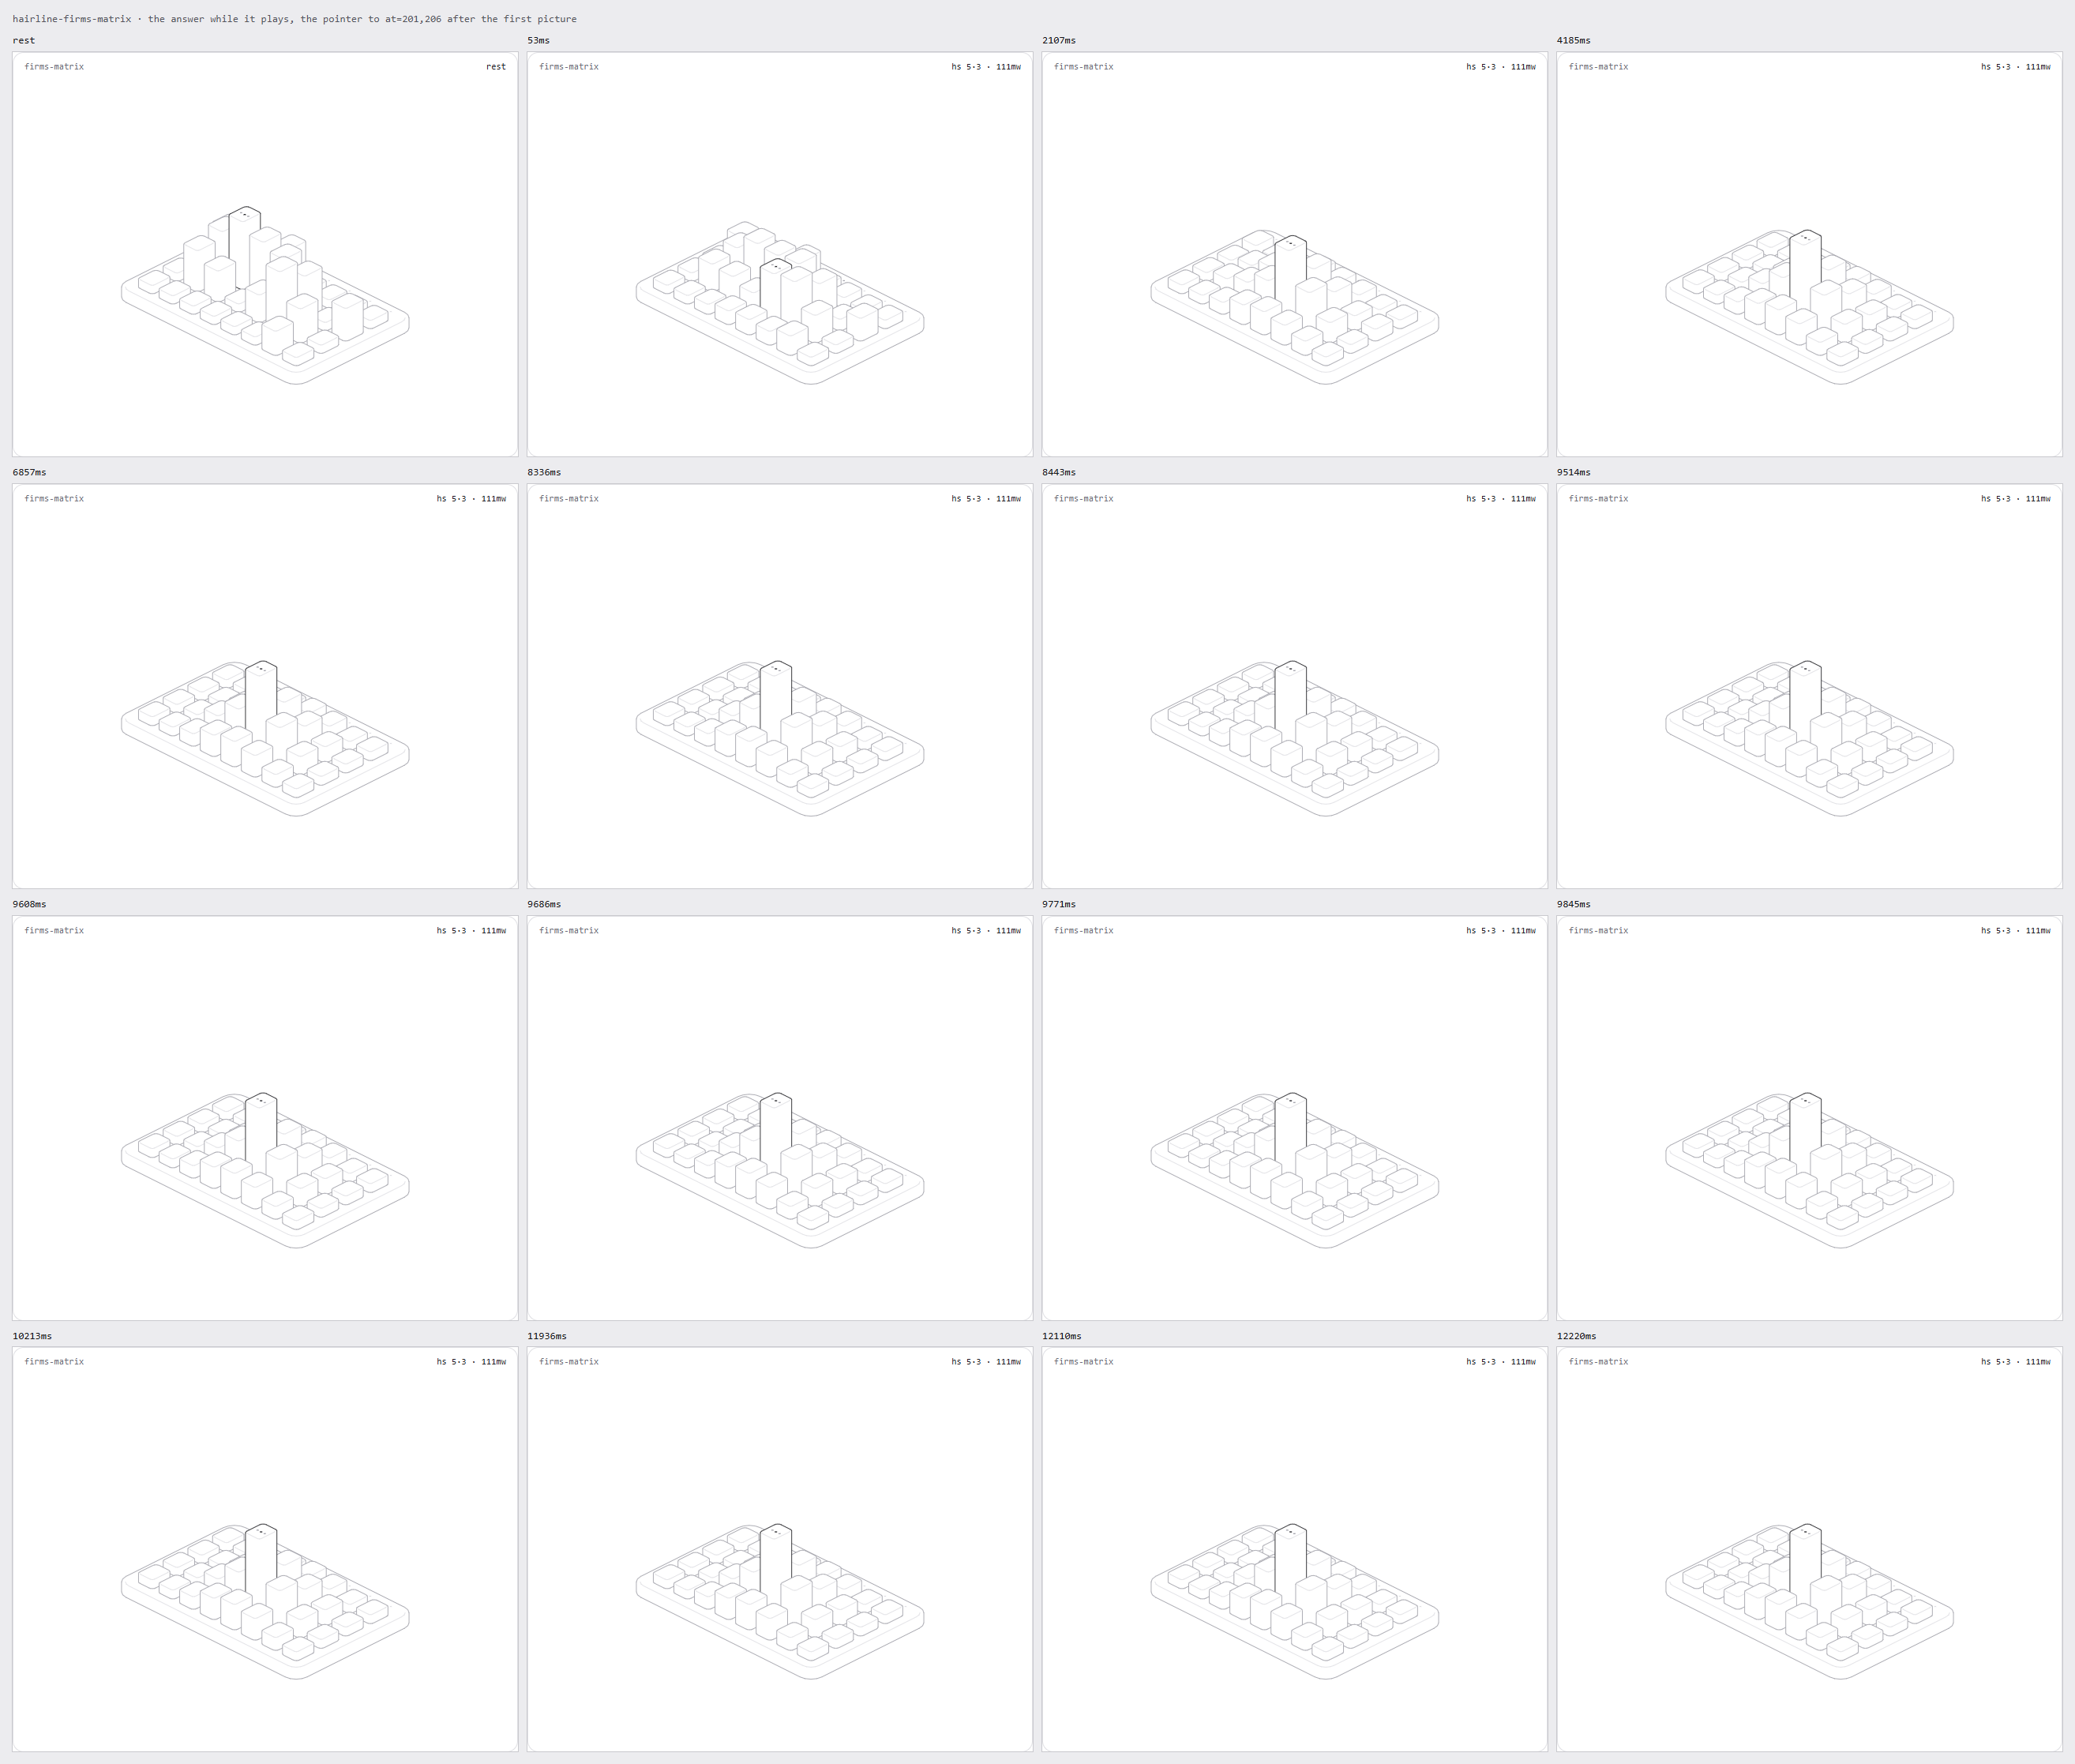 hairline-firms-matrix · the answer while it plays, the pointer to at=201,206 after the first picture
rest 53ms 2107ms 4185ms
firms-matrix rest firms-matrix hs 5·3 · 111mw firms-matrix hs 5·3 · 111mw firms-matrix hs 5·3 · 111mw
6857ms 8336ms 8443ms 9514ms
firms-matrix hs 5·3 · 111mw firms-matrix hs 5·3 · 111mw firms-matrix hs 5·3 · 111mw firms-matrix hs 5·3 · 111mw
9608ms 9686ms 9771ms 9845ms
firms-matrix hs 5·3 · 111mw firms-matrix hs 5·3 · 111mw firms-matrix hs 5·3 · 111mw firms-matrix hs 5·3 · 111mw
10213ms 11936ms 12110ms 12220ms
firms-matrix hs 5·3 · 111mw firms-matrix hs 5·3 · 111mw firms-matrix hs 5·3 · 111mw firms-matrix hs 5·3 · 111mw